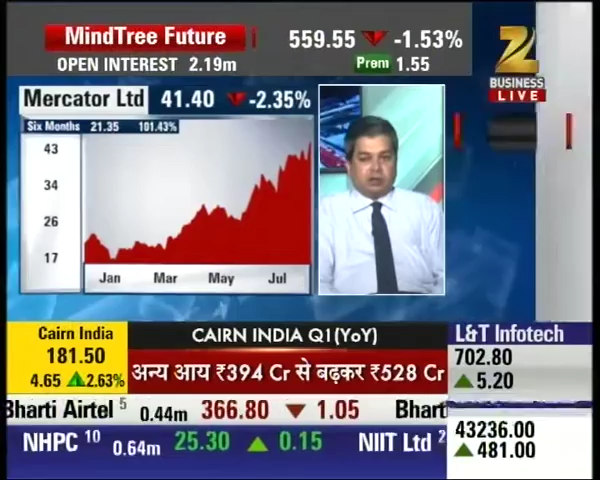 MindTree Future
559.55 -1.53%
OPEN INTEREST 2.19m
Prem 1.55
Z
BUSINESS
LIVE
Mercator Ltd 41.40 -2.35%
Six Months 21.35 101.43%
43
34
26
17
Jan Mar May Jul
Cairn India
181.50
4.65 2.63%
CAIRN INDIA Q1(YoY)
अन्य आय ₹394 Cr से बढ़कर ₹528 Cr
L&T Infotech
702.80
5.20
Bharti Airtel 5 0.44m 366.80 1.05 Bhart
NHPC 10 0.64m 25.30 0.15 NIIT Ltd 2
43236.00
481.00